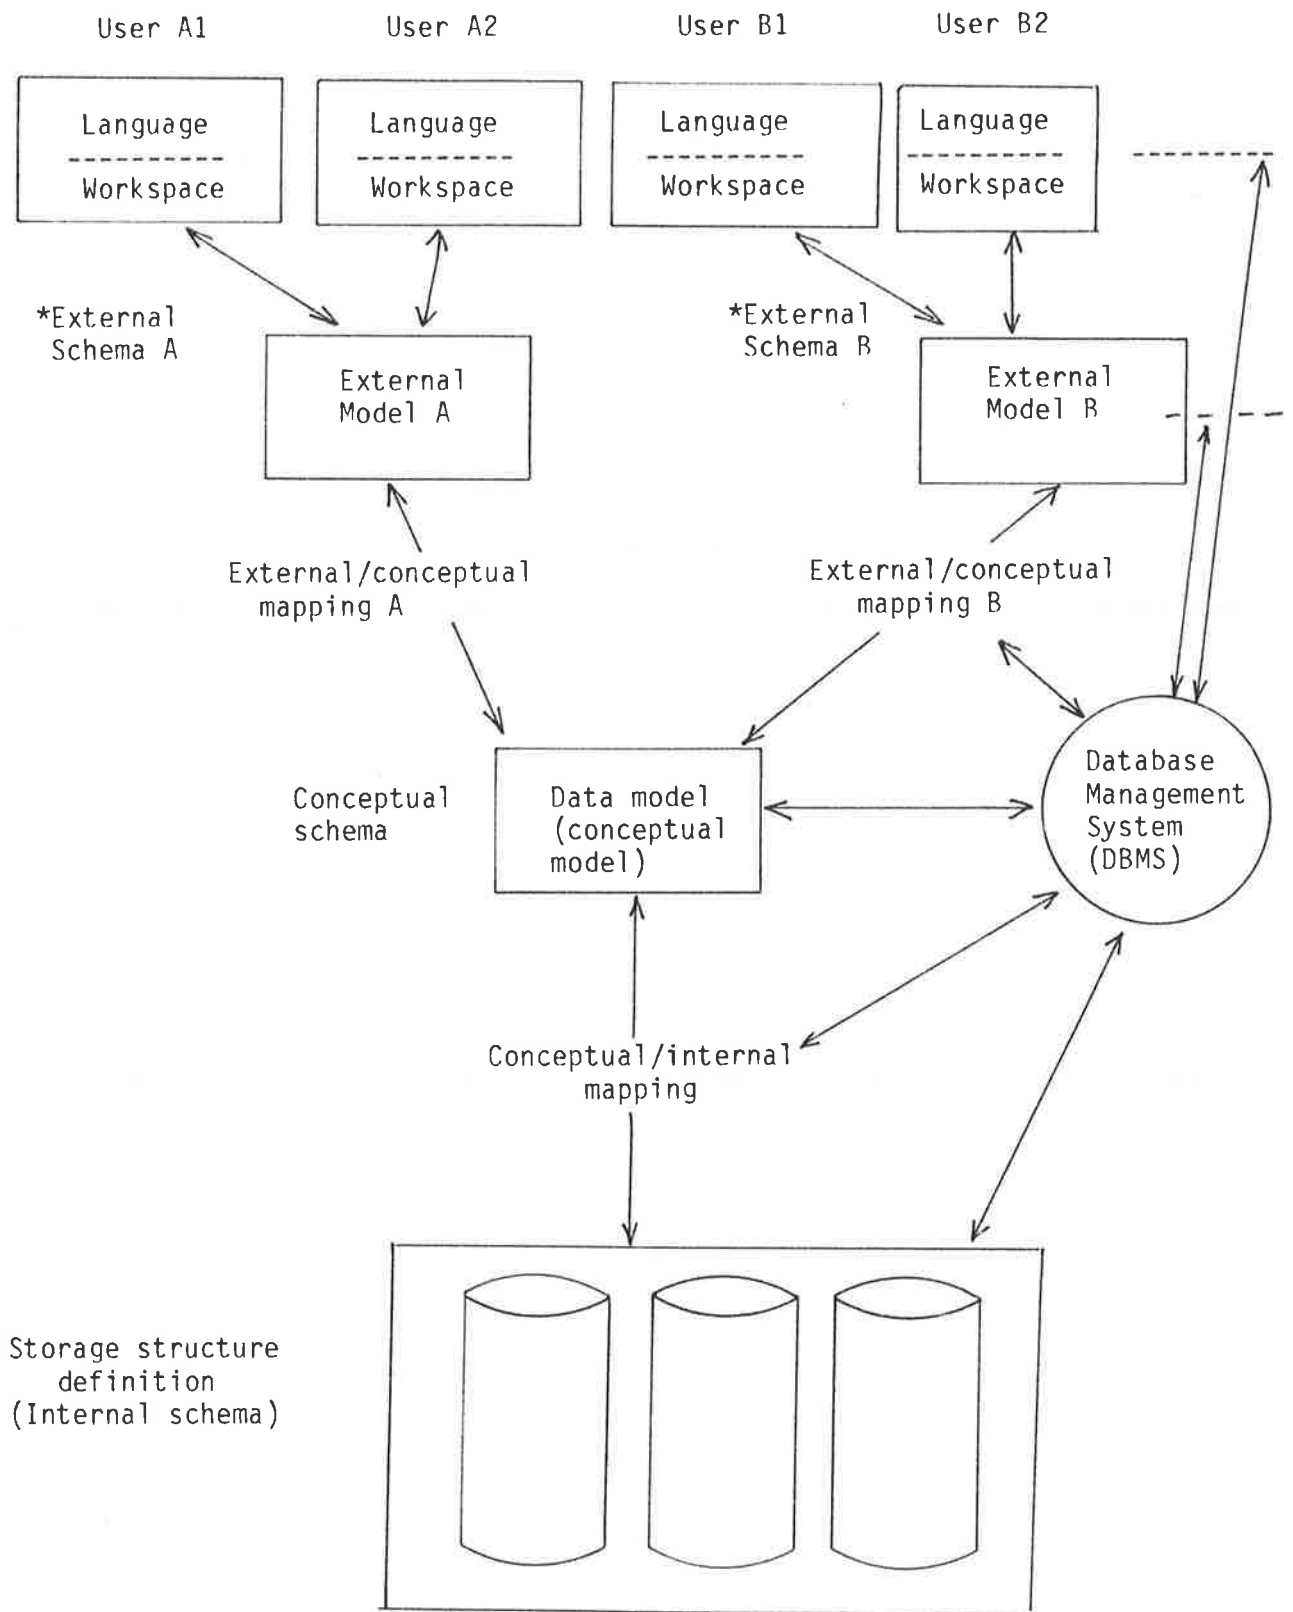 User A1
User A2
User B1
User B2
Language
Workspace
Language
Workspace
Language
Workspace
Language
Workspace
*External
Schema A
*External
Schema B
External
Model A
External
Model B
External/conceptual
mapping A
External/conceptual
mapping B
Conceptual
schema
Data model
(conceptual
model)
Database
Management
System
(DBMS)
Conceptual/internal
mapping
Storage structure
definition
(Internal schema)